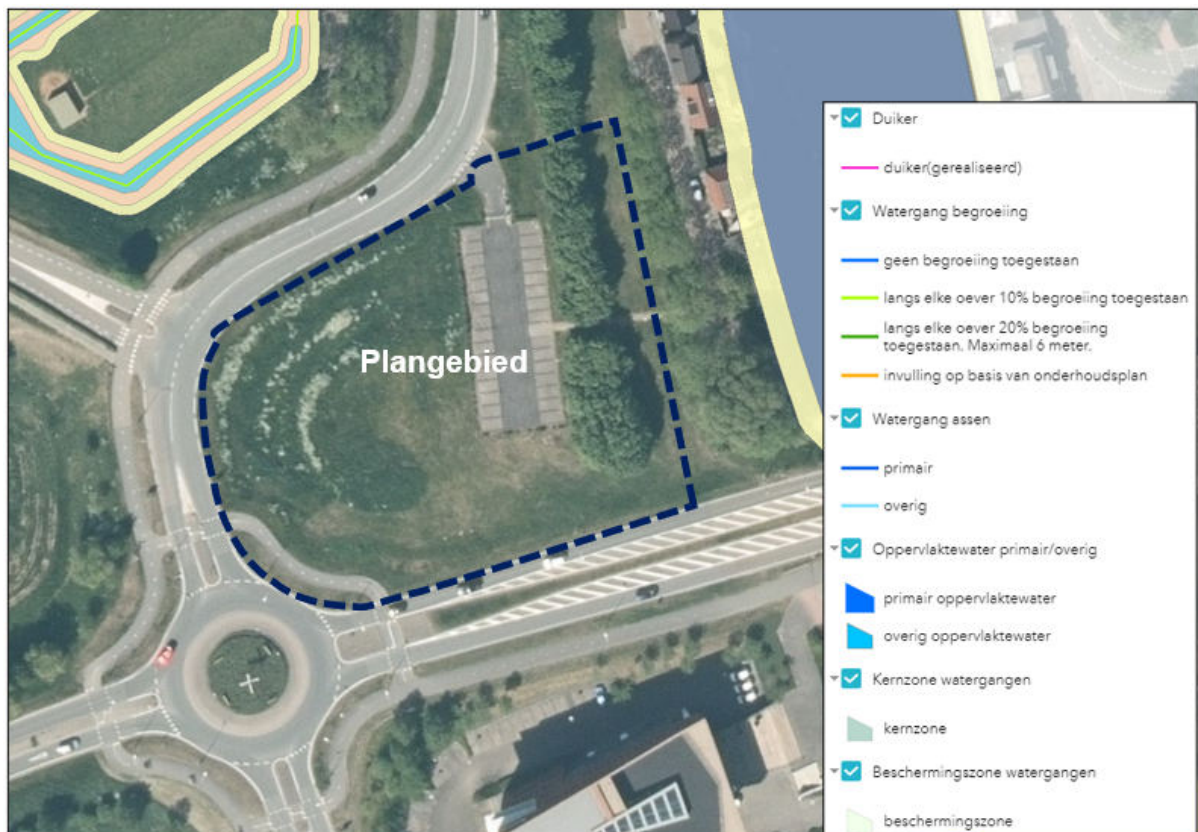 Plangebied
Duiker
duiker(gerealiseerd)
Watergang begroeiing
geen begroeiing toegestaan
langs elke oever 10% begroeiing toegestaan
langs elke oever 20% begroeiing
toegestaan. Maximaal 6 meter.
invulling op basis van onderhoudsplan
Watergang assen
primair
overig
Oppervlaktewater primair/overig
primair oppervlaktewater
overig oppervlaktewater
Kernzone watergangen
kernzone
Beschermingszone watergangen
beschermingszone